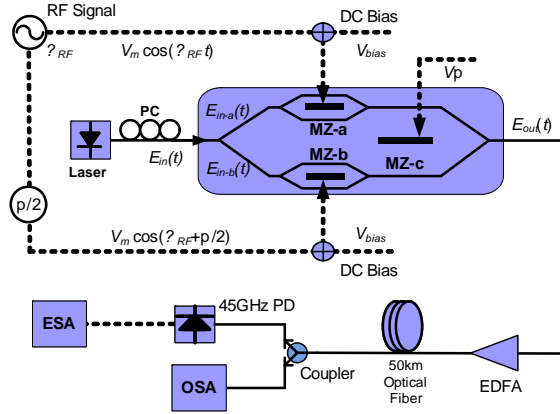 RF Signal
DC Bias
?RF
Vm cos(?RFt)
Vbias
Vp
PC
Ein-a(t)
MZ-a
Eout(t)
MZ-b
MZ-c
Laser
Ein(t)
Ein-b(t)
p/2
Vm cos(?RF+p/2)
Vbias
DC Bias
45GHz PD
ESA
OSA
Coupler
50km
Optical
Fiber
EDFA